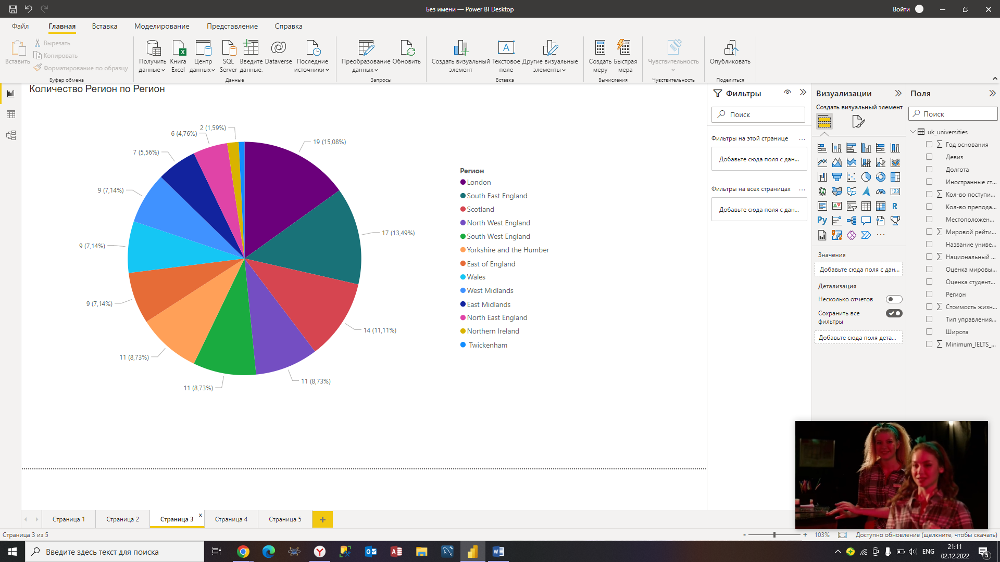 Без имени — Power BI Desktop
Войти
Файл
Главная
Вставка
Моделирование
Представление
Справка
Вставить
Вырезать
Копировать
Форматирование по образцу
Буфер обмена
Получить данные
Книга Excel
Центр данных
SQL Server
Введите данные.
Dataverse
Последние источники
Данные
Преобразование данных
Обновить
Запросы
Создать визуальный элемент
Текстовое поле
Другие визуальные элементы
Вставка
Создать меру
Быстрая мера
Вычисления
Чувствительность
Чувствительность
Опубликовать
Поделиться
Количество Регион по Регион
2 (1,59%)
6 (4,76%)
19 (15,08%)
7 (5,56%)
9 (7,14%)
17 (13,49%)
9 (7,14%)
9 (7,14%)
14 (11,11%)
11 (8,73%)
11 (8,73%)
11 (8,73%)
Регион
London
South East England
Scotland
North West England
South West England
Yorkshire and the Humber
East of England
Wales
West Midlands
East Midlands
North East England
Northern Ireland
Twickenham
Фильтры
Поиск
Фильтры на этой странице ...
Добавьте сюда поля с дан...
Фильтры на всех страницах ...
Добавьте сюда поля с дан...
Визуализации
Создать визуальный элемент
123
R
Py
...
Значения
Добавьте сюда поля с дан...
Детализация
Несколько отчетов
Сохранить все
фильтры
Добавьте сюда поля дета...
Поля
Поиск
uk_universities
Год основания
Девиз
Долгота
Иностранные ст...
Кол-во поступи...
Кол-во препода...
Местоположен...
Мировой рейти...
Название униве...
Национальный ...
Оценка мировы...
Оценка студент...
Регион
Стоимость жизн...
Тип управления...
Широта
Minimum_IELTS_...
Страница 1
Страница 2
Страница 3 x
Страница 4
Страница 5
+
Страница 3 из 5
- + 103%
Доступно обновление (щелкните, чтобы скачать)
Введите здесь текст для поиска
ENG
21:11
02.12.2022
5